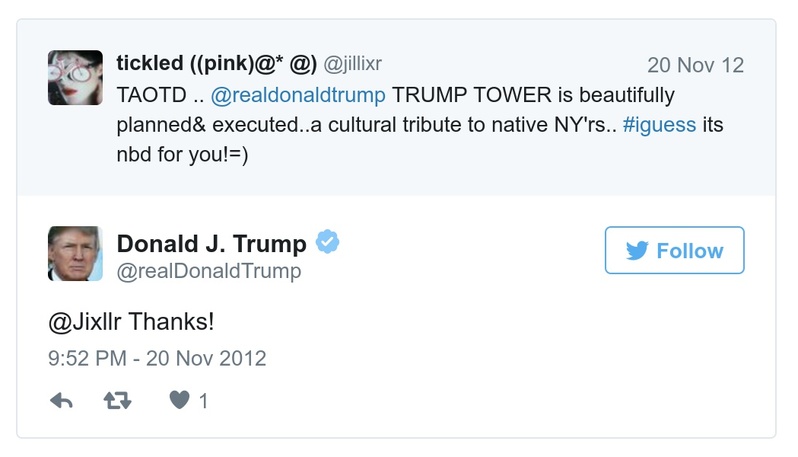 tickled ((pink)@* @) @jillixr 20 Nov 12
TAOTD .. @realdonaldtrump TRUMP TOWER is beautifully
planned& executed..a cultural tribute to native NY'rs.. #iguess its
nbd for you!=)
Donald J. Trump
@realDonaldTrump
Follow
@Jixllr Thanks!
9:52 PM - 20 Nov 2012
1